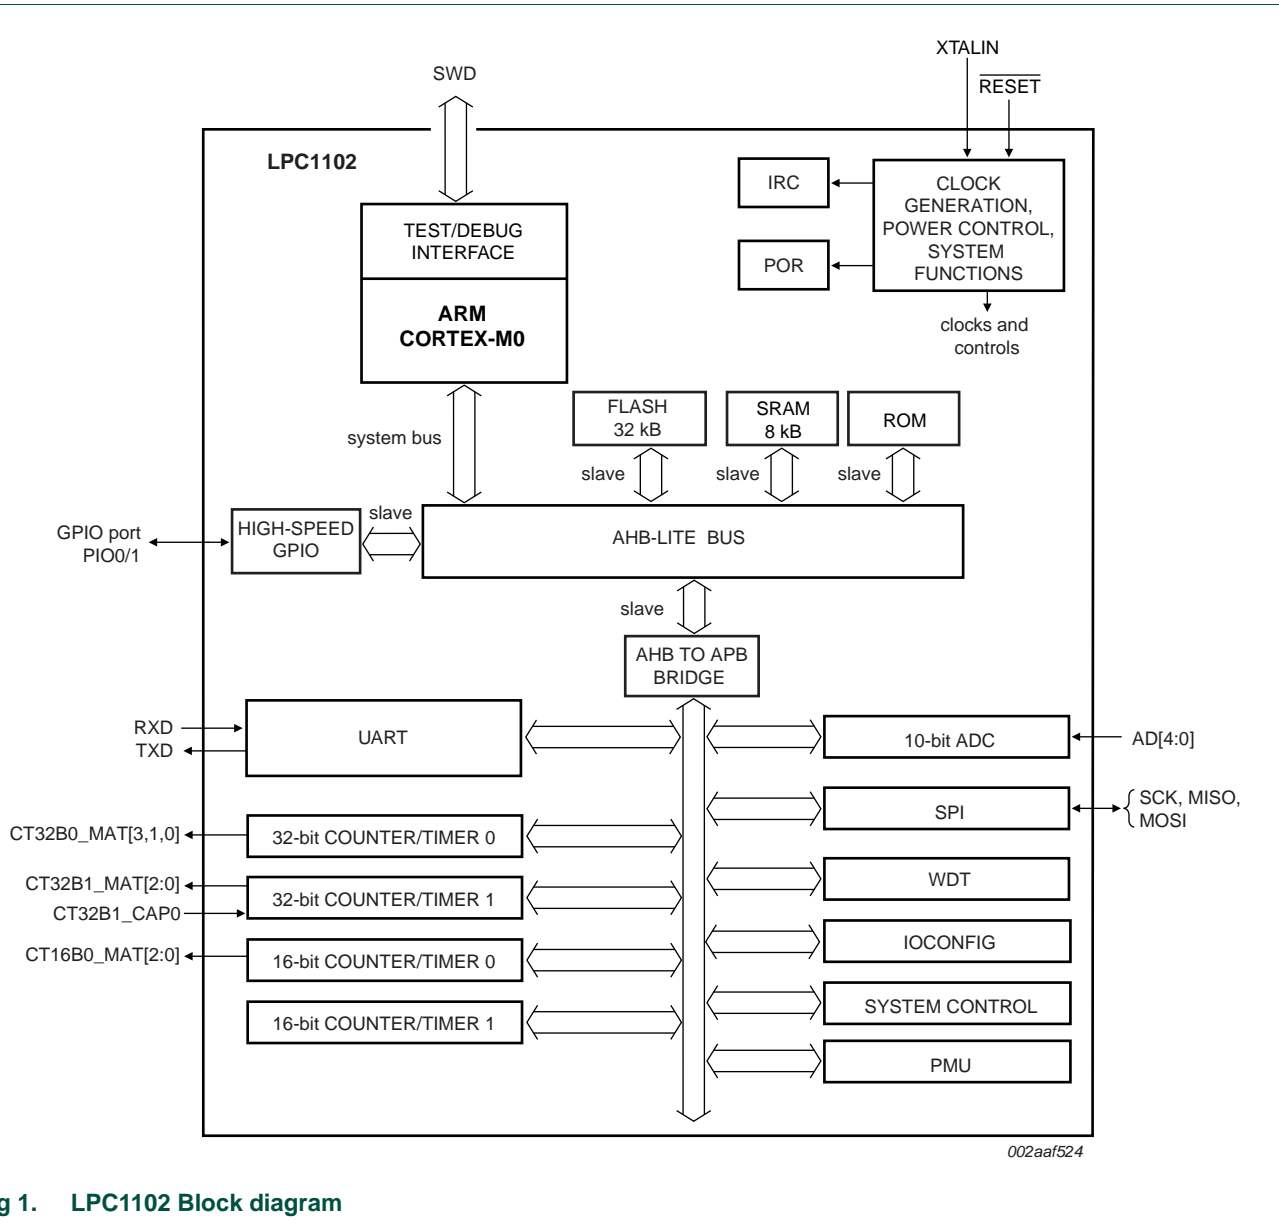 XTALIN
SWD
RESET
LPC1102
IRC
CLOCK
GENERATION,
POWER CONTROL,
SYSTEM
FUNCTIONS
TEST/DEBUG
INTERFACE
POR
ARM
CORTEX-M0
clocks and
controls
FLASH
32 kB
SRAM
8 kB
ROM
system bus
slave
slave
slave
slave
GPIO port
PIO0/1
HIGH-SPEED
GPIO
AHB-LITE BUS
slave
AHB TO APB
BRIDGE
RXD
TXD
UART
10-bit ADC
AD[4:0]
SPI
SCK, MISO,
MOSI
CT32B0_MAT[3,1,0]
32-bit COUNTER/TIMER 0
WDT
CT32B1_MAT[2:0]
CT32B1_CAP0
32-bit COUNTER/TIMER 1
IOCONFIG
CT16B0_MAT[2:0]
16-bit COUNTER/TIMER 0
SYSTEM CONTROL
16-bit COUNTER/TIMER 1
PMU
002aaf524
g 1. LPC1102 Block diagram